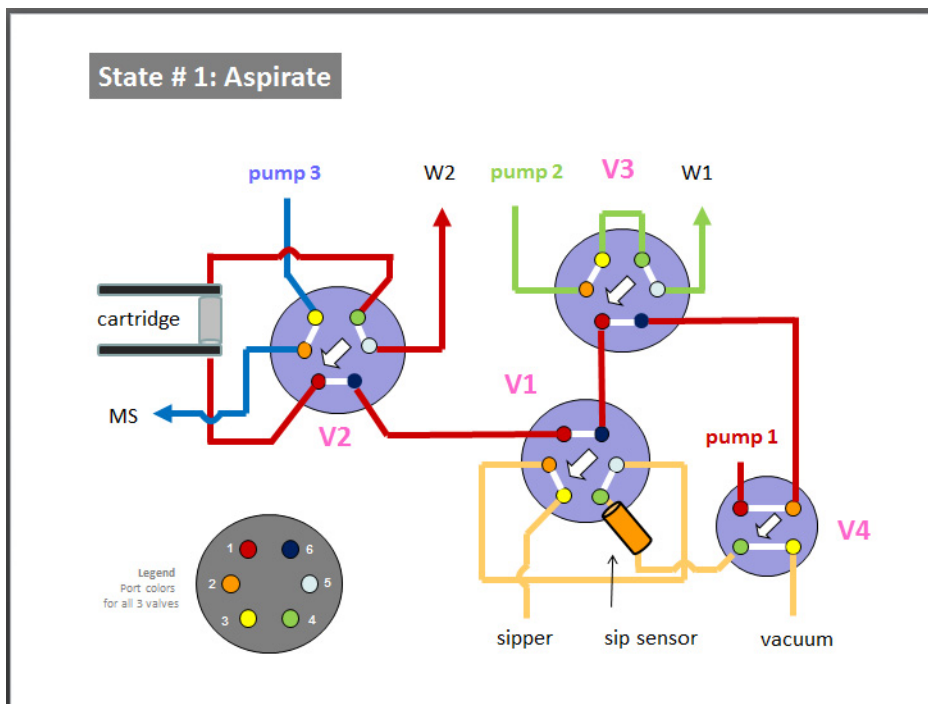 State # 1: Aspirate
pump 3
W2
pump 2
V3
W1
cartridge
MS
V2
V1
pump 1
V4
1
6
2
5
3
4
Legend
Port colors
for all 3 valves
sipper
sip sensor
vacuum